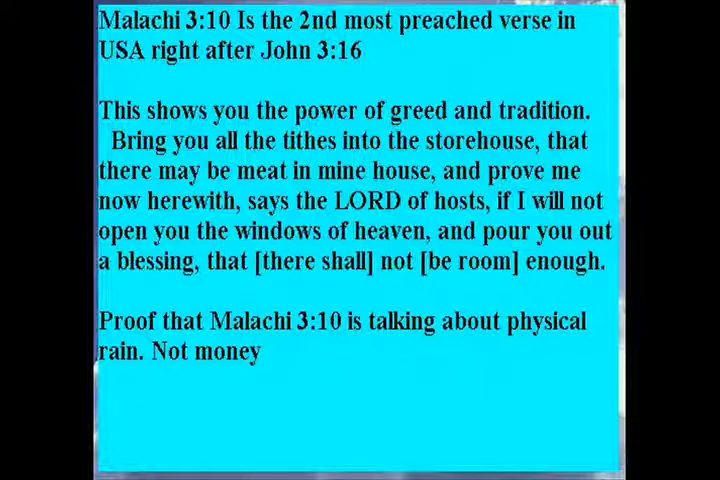 Malachi 3:10 Is the 2nd most preached verse in
USA right after John 3:16
This shows you the power of greed and tradition.
Bring you all the tithes into the storehouse, that
there may be meat in mine house, and prove me
now herewith, says the LORD of hosts, if I will not
open you the windows of heaven, and pour you out
a blessing, that [there shall] not [be room] enough.
Proof that Malachi 3:10 is talking about physical
rain. Not money